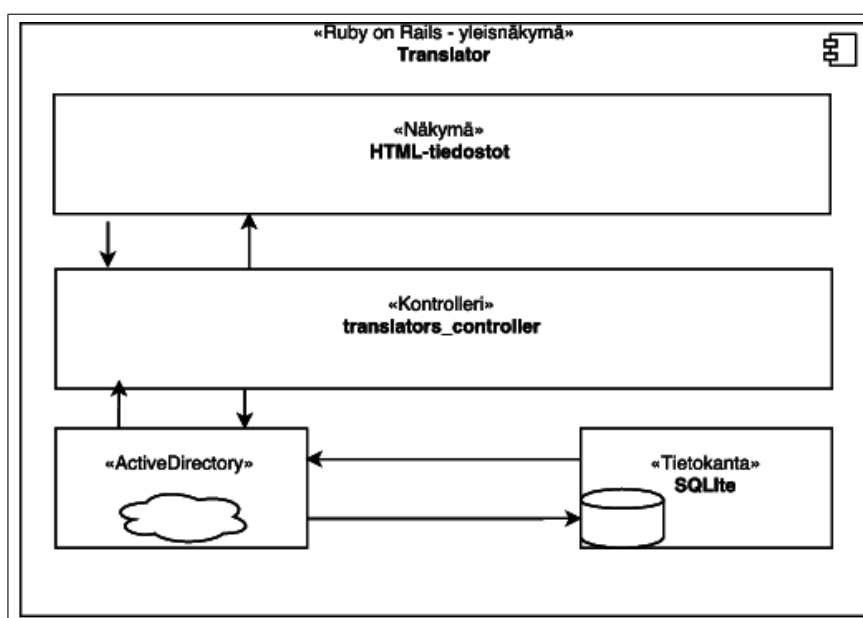 «Ruby on Rails - yleisnäkymä»
Translator
«Näkymä»
HTML-tiedostot
«Kontrolleri»
translators_controller
«ActiveDirectory»
«Tietokanta»
SQLIte